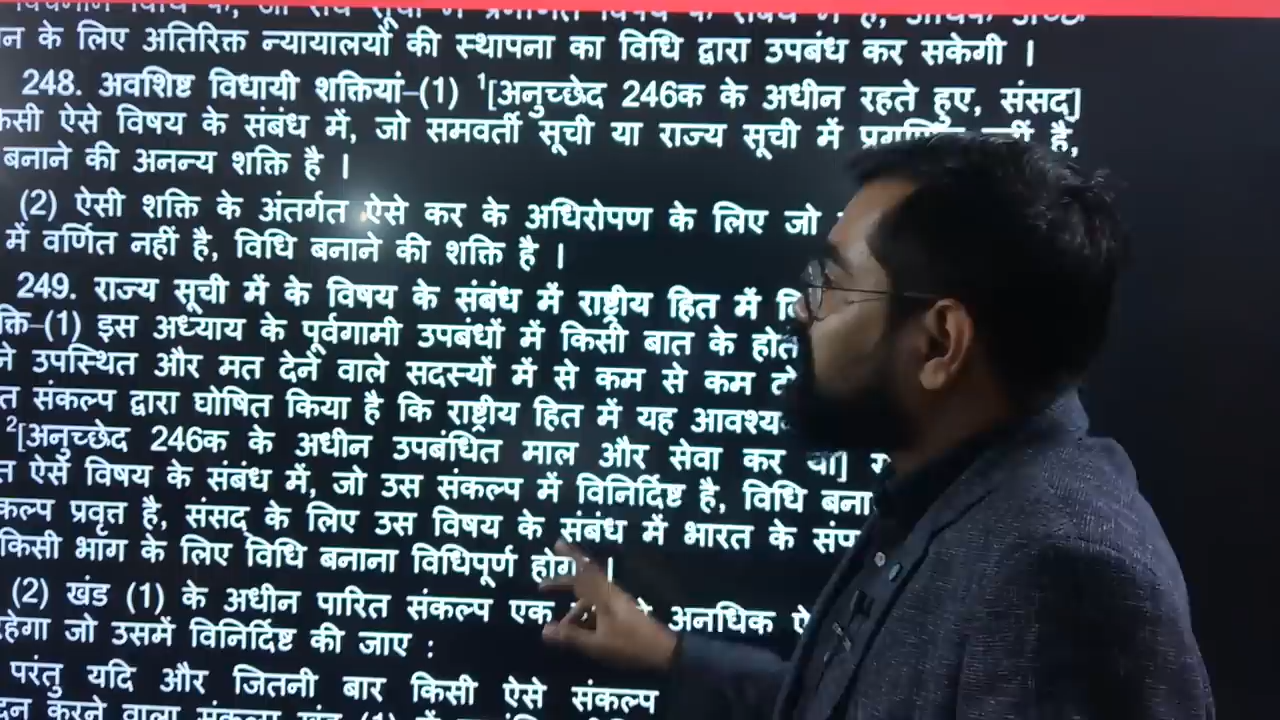 न के लिए अतिरिक्त न्यायालयों की स्थापना का विधि द्वारा उपबंध कर सकेगी ।
248. अवशिष्ट विधायी शक्तियां–(1) ¹[अनुच्छेद 246क के अधीन रहते हुए, संसद्]
ऐसे विषय के संबंध में, जो समवर्ती सूची या राज्य सूची में है,
बनाने की अनन्य शक्ति है ।
(2) ऐसी शक्ति के अंतर्गत ऐसे कर के अधिरोपण के लिए जो
में वर्णित नहीं है, विधि बनाने की शक्ति है ।
249. राज्य सूची में के विषय के संबंध में राष्ट्रीय हित में
क्ति–(1) इस अध्याय के पूर्वगामी उपबंधों में किसी बात के होत
उपस्थित और मत देने वाले सदस्यों में से कम से कम
त संकल्प द्वारा घोषित किया है कि राष्ट्रीय हित में यह आवश्य
²[अनुच्छेद 246क के अधीन उपबंधित माल और सेवा कर या]
त ऐसे विषय के संबंध में, जो उस संकल्प में विनिर्दिष्ट है, विधि बना
कल्प प्रवृत्त है, संसद् के लिए उस विषय के संबंध में भारत के संप
किसी भाग के लिए विधि बनाना विधिपूर्ण होगा ।
(2) खंड (1) के अधीन पारित संकल्प एक अनधिक ऐ
रहेगा जो उसमें विनिर्दिष्ट की जाए :
परंतु यदि और जितनी बार किसी ऐसे संकल्प